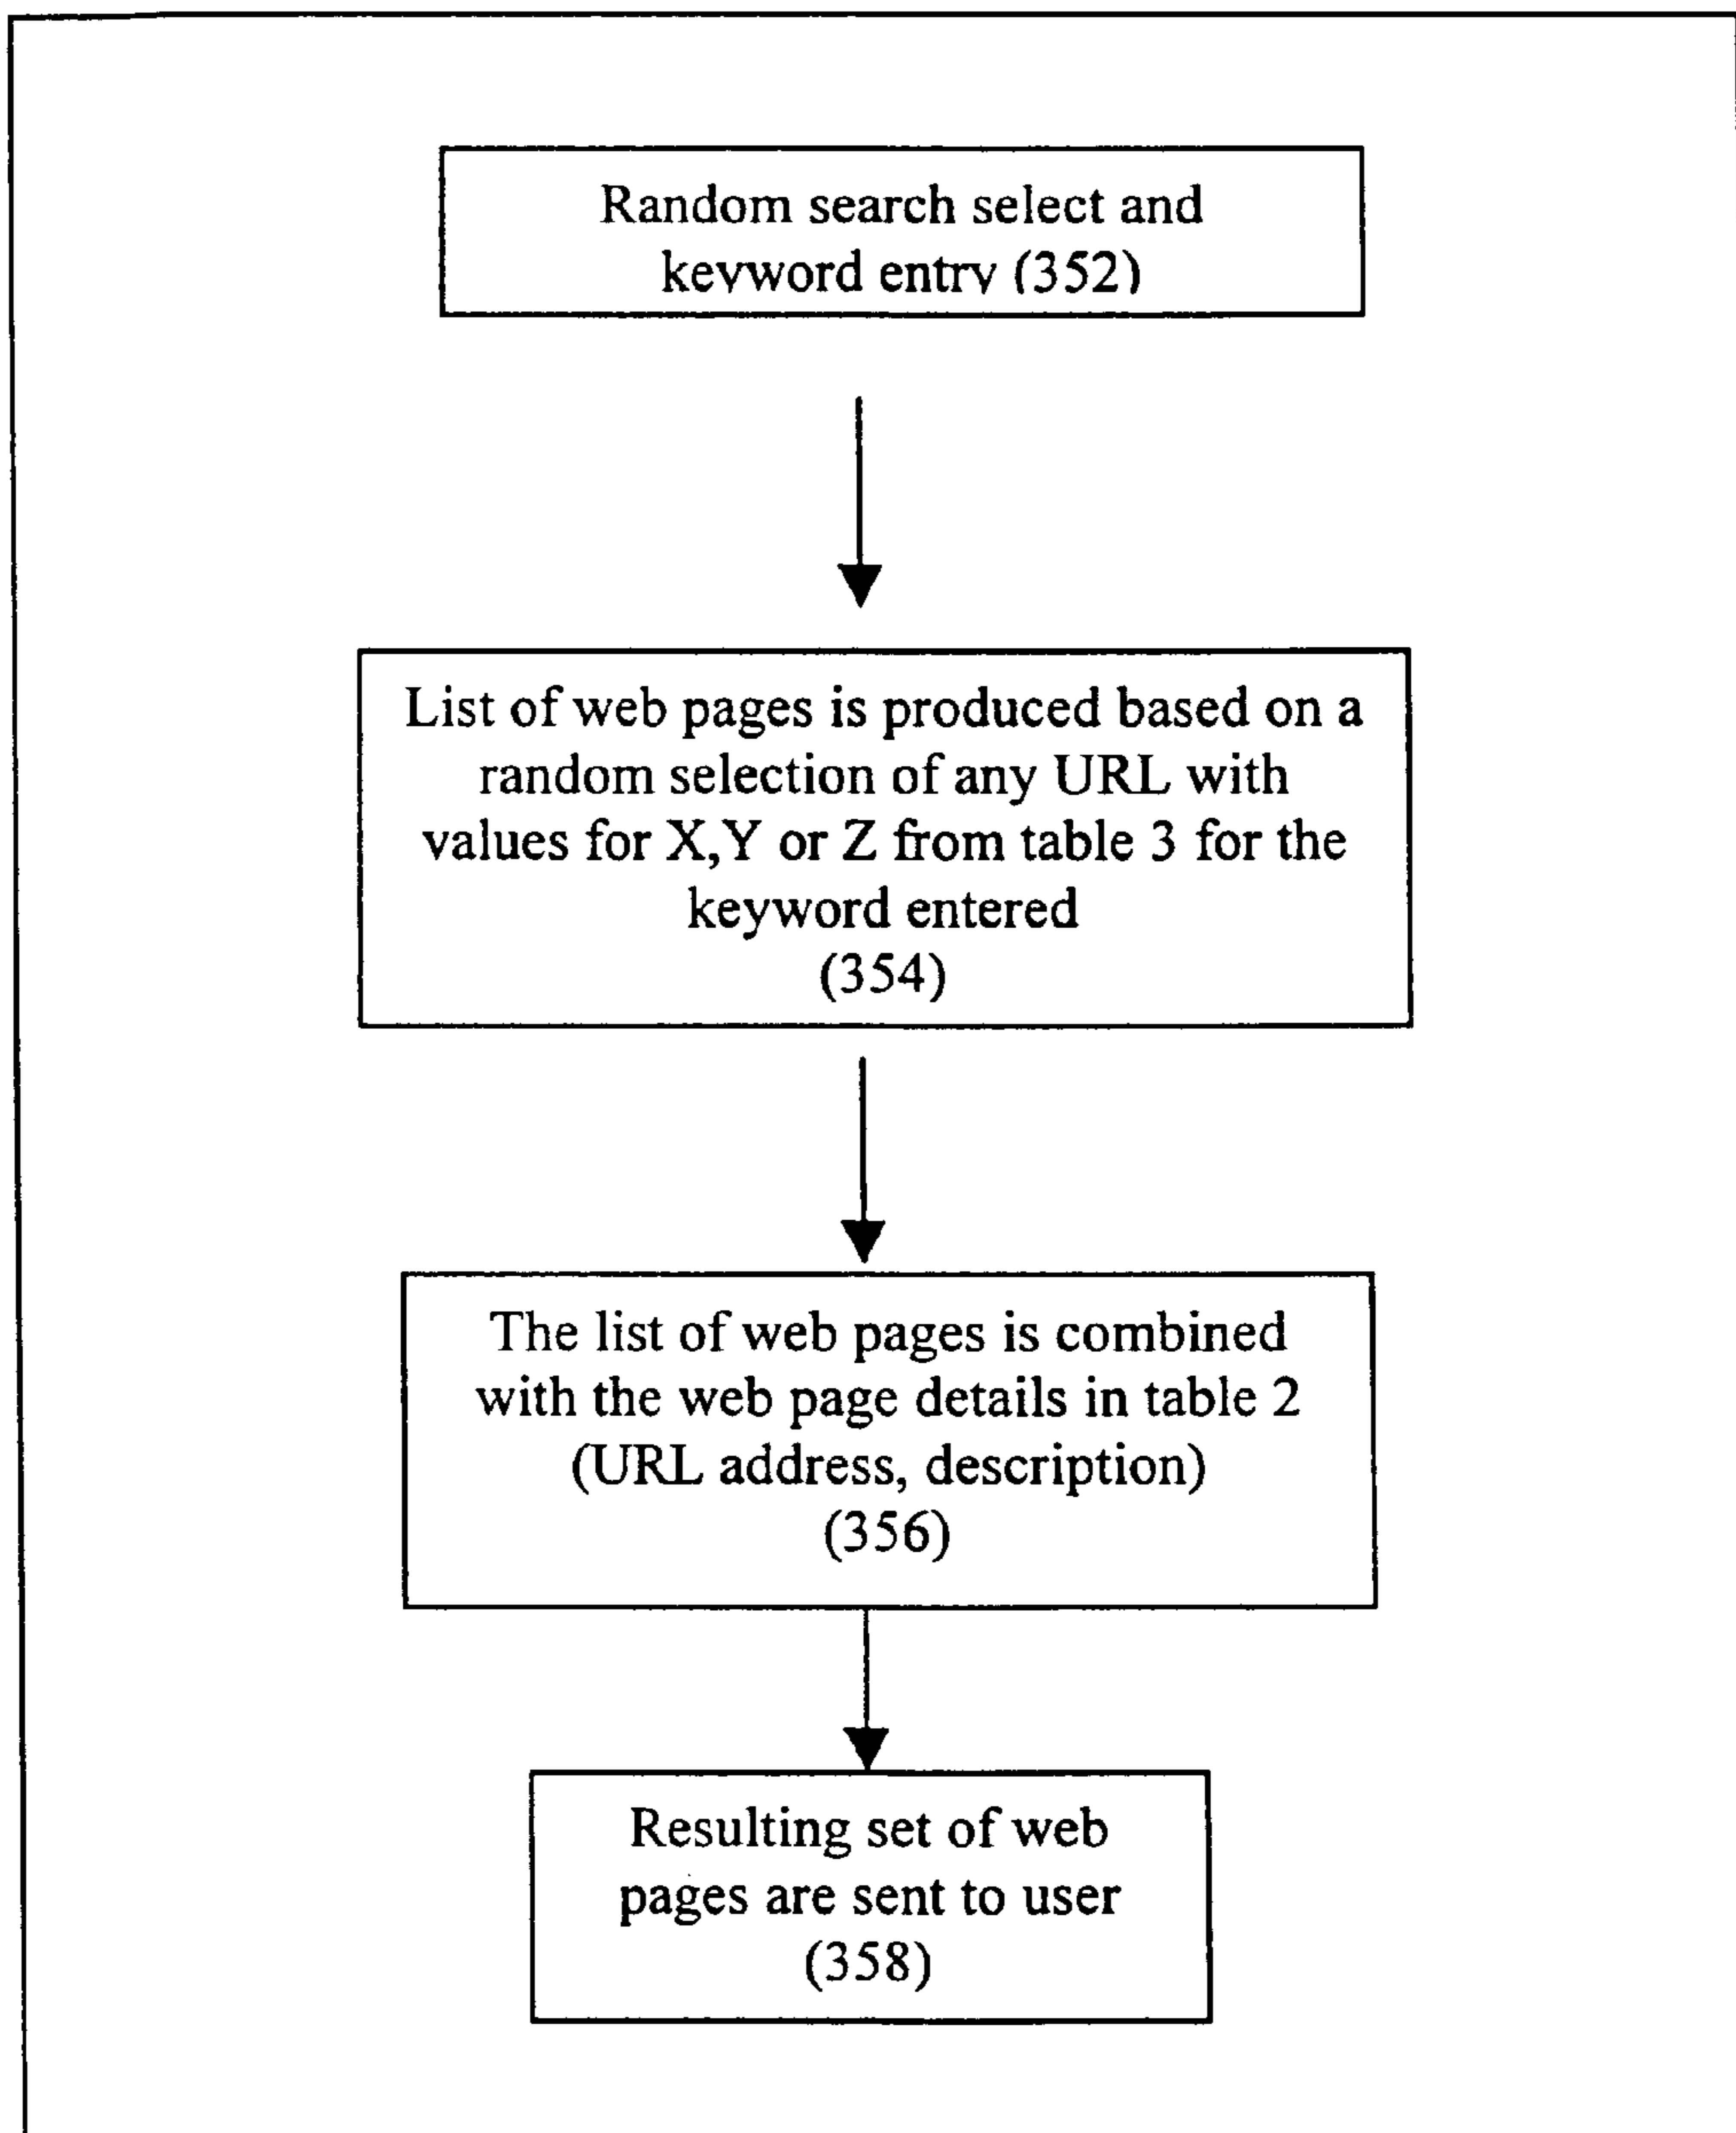 Random search select and
keyword entry (352)
List of web pages is produced based on a
random selection of any URL with
values for X,Y or Z from table 3 for the
keyword entered
(354)
The list of web pages is combined
with the web page details in table 2
(URL address, description)
(356)
Resulting set of web
pages are sent to user
(358)